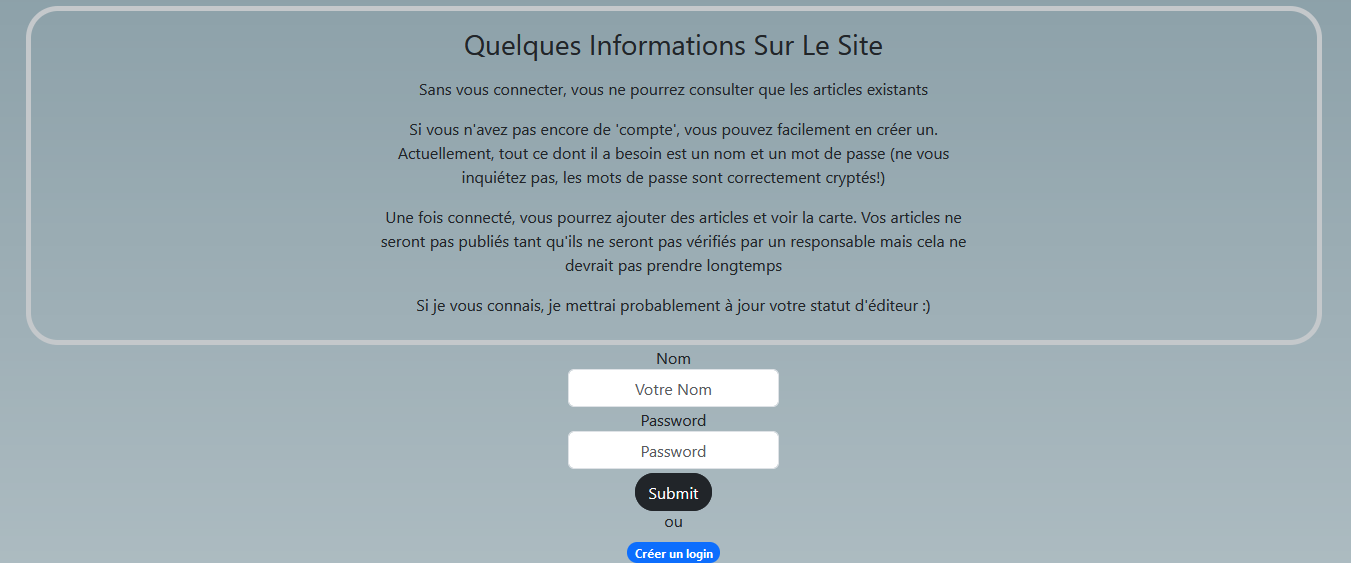 Quelques Informations Sur Le Site
Sans vous connecter, vous ne pourrez consulter que les articles existants
Si vous n'avez pas encore de 'compte', vous pouvez facilement en créer un.
Actuellement, tout ce dont il a besoin est un nom et un mot de passe (ne vous
inquiétez pas, les mots de passe sont correctement cryptés!)
Une fois connecté, vous pourrez ajouter des articles et voir la carte. Vos articles ne
seront pas publiés tant qu'ils ne seront pas vérifiés par un responsable mais cela ne
devrait pas prendre longtemps
Si je vous connais, je mettrai probablement à jour votre statut d'éditeur :)
Nom
Votre Nom
Password
Password
Submit
ou
Créer un login